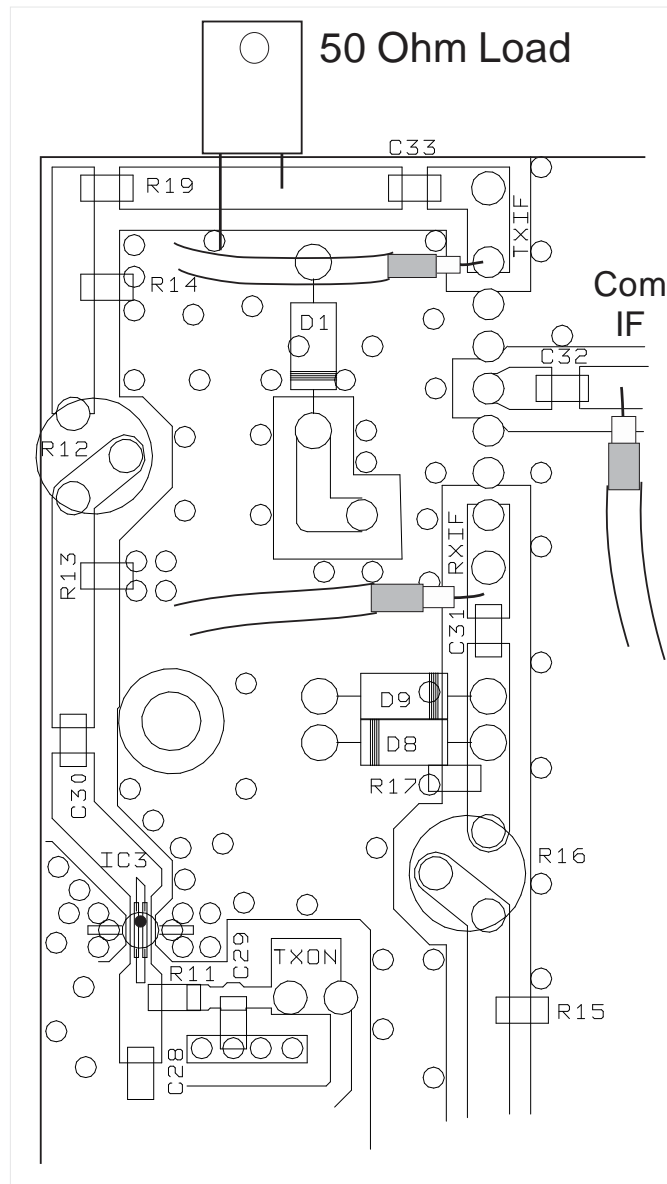 50 Ohm Load
C33
R19
TXIF
R14
Com
IF
D1
C32
R12
RXIF
R13
C31
D9
D8
R17
C30
R16
IC3
C29
TXON
R11
R15
C28